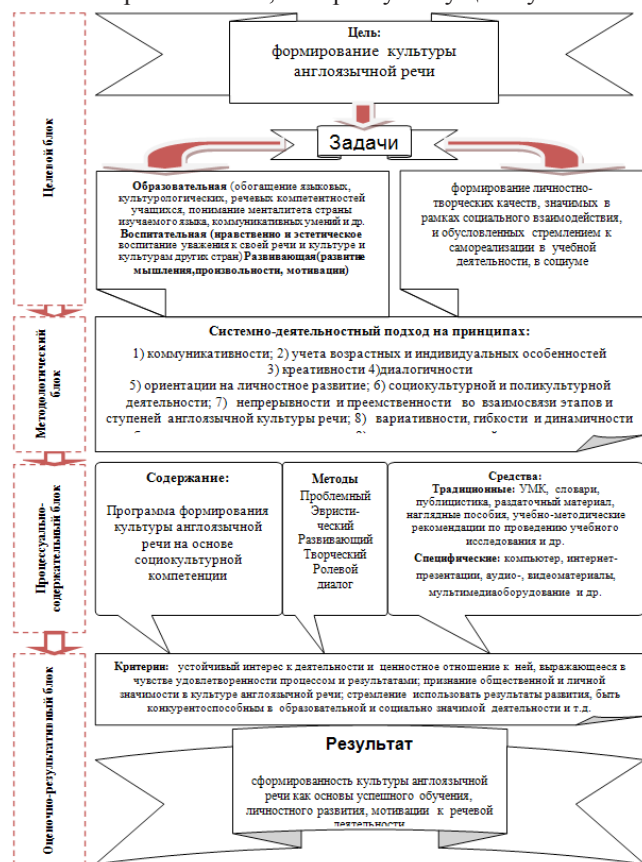 Целевой блок
Цель:
формирование культуры
англоязычной речи
Задачи
Образовательная (обогащение языковых,
культурологических, речевых компетентностей
учащихся, понимание менталитета страны
изучаемого языка, коммуникативных умений и др.
Воспитательная (нравственно и эстетическое
воспитание уважения к своей речи и культуре и
культурам других стран) Развивающая(развитие
мышления,произвольности, мотивации)
формирование личностно-
творческих качеств, значимых в
рамках социального взаимодействия,
и обусловленных стремлением к
самореализации в учебной
деятельности, в социуме
Методологический
блок
Системно-деятельностный подход на принципах:
1) коммуникативности; 2) учета возрастных и индивидуальных особенностей
3) креативности 4)диалогичности
5) ориентации на личностное развитие; 6) социокультурной и поликультурной
деятельности; 7) непрерывности и преемственности во взаимосвязи этапов и
ступеней англоязычной культуры речи; 8) вариативности, гибкости и динамичности
Процессуально-
содержательный блок
Содержание:
Программа формирования
культуры англоязычной
речи на основе
социокультурной
компетенции
Методы
Проблемный
Эвристи-
ческий
Развивающий
Творческий
Ролевой
диалог
Средства:
Традиционные: УМК, словари,
публицистика, раздаточный материал,
наглядные пособия, учебно-методические
рекомендации по проведению учебного
исследования и др.
Специфические: компьютер, интернет-
презентации, аудио-, видеоматериалы,
мультимедиаоборудование и др.
Оценочно-результативный блок
Критерии: устойчивый интерес к деятельности и ценностное отношение к ней, выражающееся в
чувстве удовлетворенности процессом и результатами; признание общественной и личной
значимости в культуре англоязычной речи; стремление использовать результаты развития, быть
конкурентоспособным в образовательной и социально значимой деятельности и т.д.
Результат
сформированность культуры англоязычной
речи как основы успешного обучения,
личностного развития, мотивации к речевой
деятельности